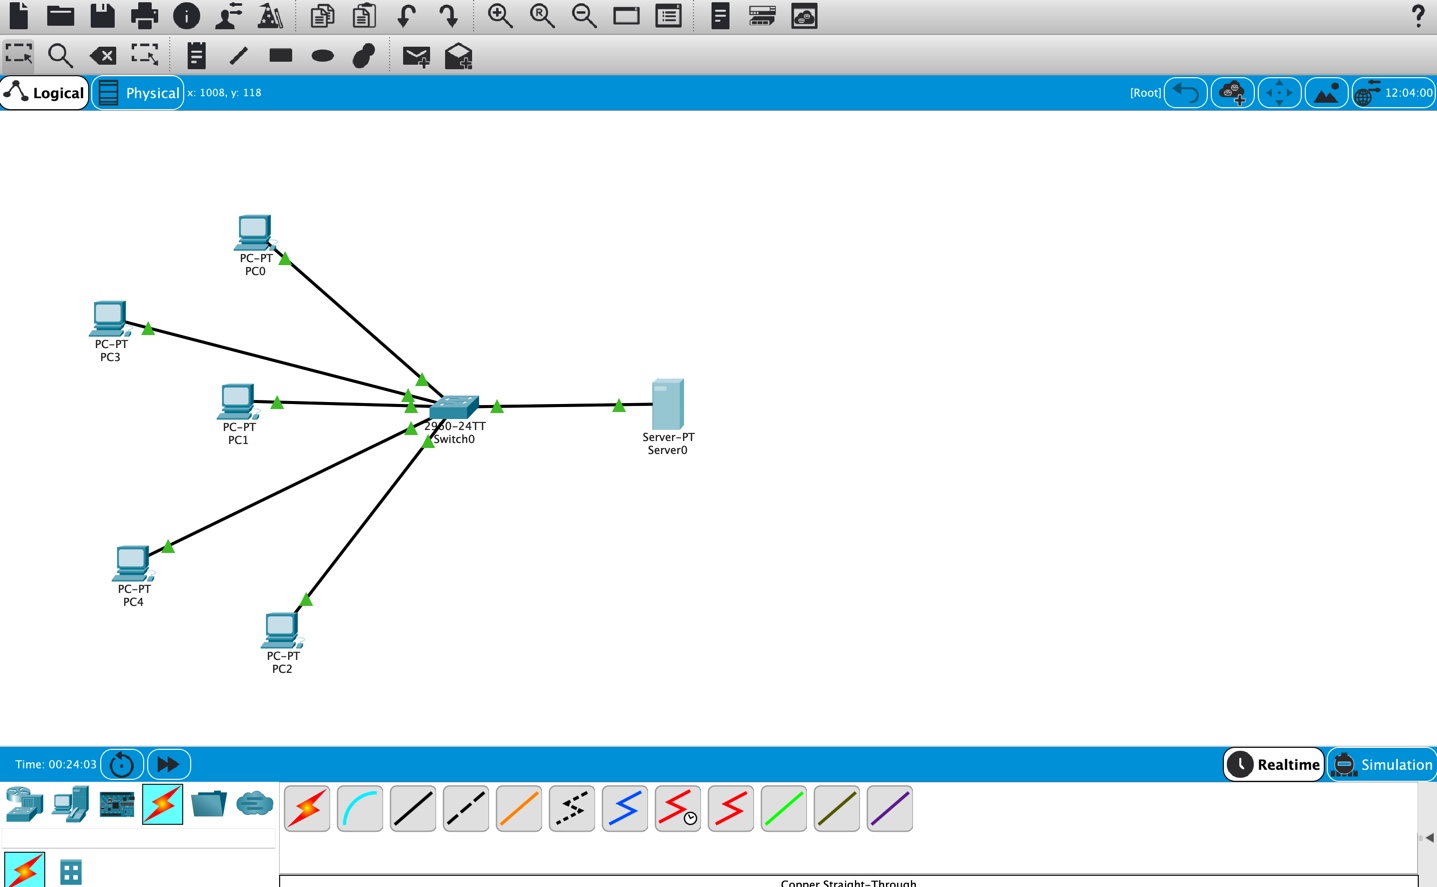 ?
R
Logical
Physical
x: 1008, y: 118
[Root]
12:04:00
PC-PT
PC0
PC-PT
PC3
PC-PT
PC1
2960-24TT
Switch0
Server-PT
Server0
PC-PT
PC4
PC-PT
PC2
Time: 00:24:03
Realtime
Simulation
Copper Straight-Through